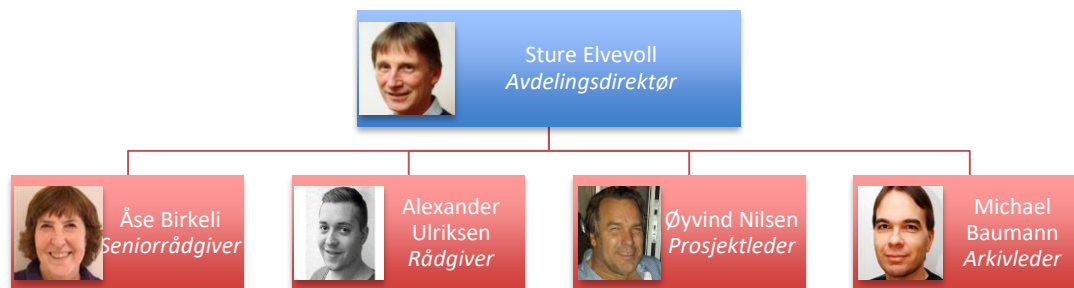 Sture Elvevoll
Avdelingsdirektør
Åse Birkeli
Seniorrådgiver
Alexander
Ulriksen
Rådgiver
Øyvind Nilsen
Prosjektleder
Michael
Baumann
Arkivleder